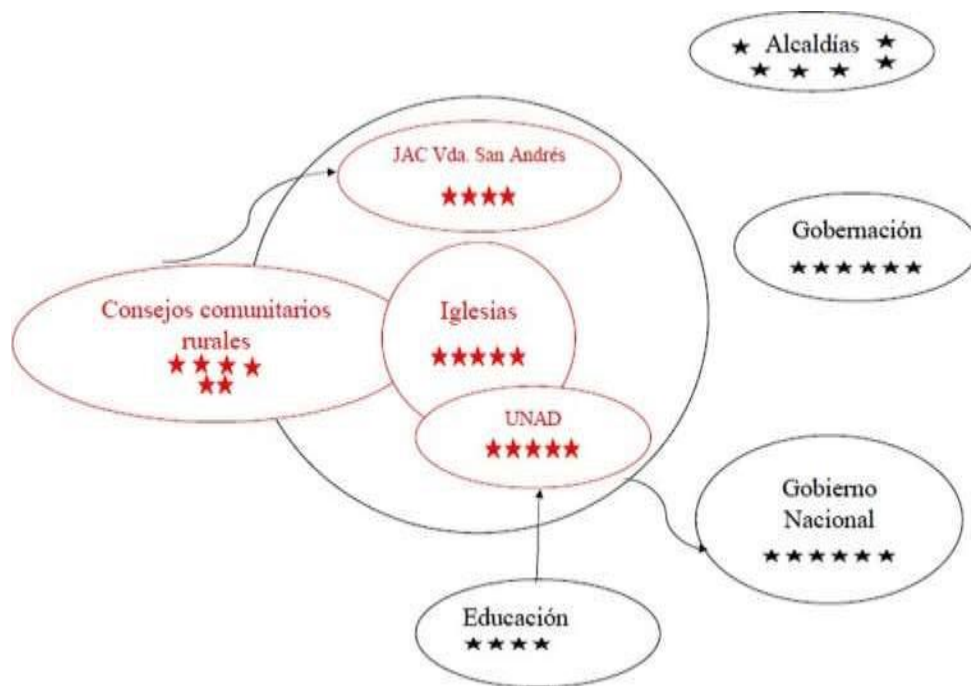 Alcaldías
JAC Vda. San Andrés
Gobernación
Consejos comunitarios
rurales
Iglesias
UNAD
Gobierno
Nacional
Educación